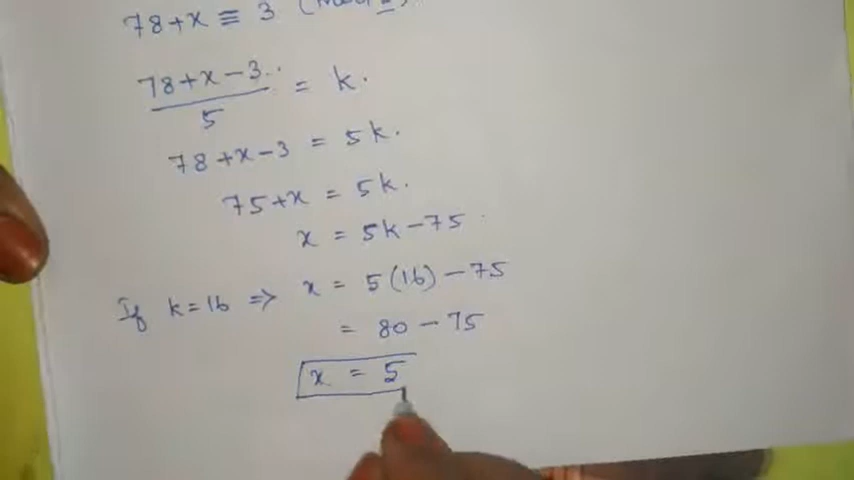 78+x ≡ 3
78+x-3 / 5 = k.
78+x-3 = 5k.
75+x = 5k.
x = 5k-75
If k=16 => x = 5(16)-75
= 80-75
x = 5